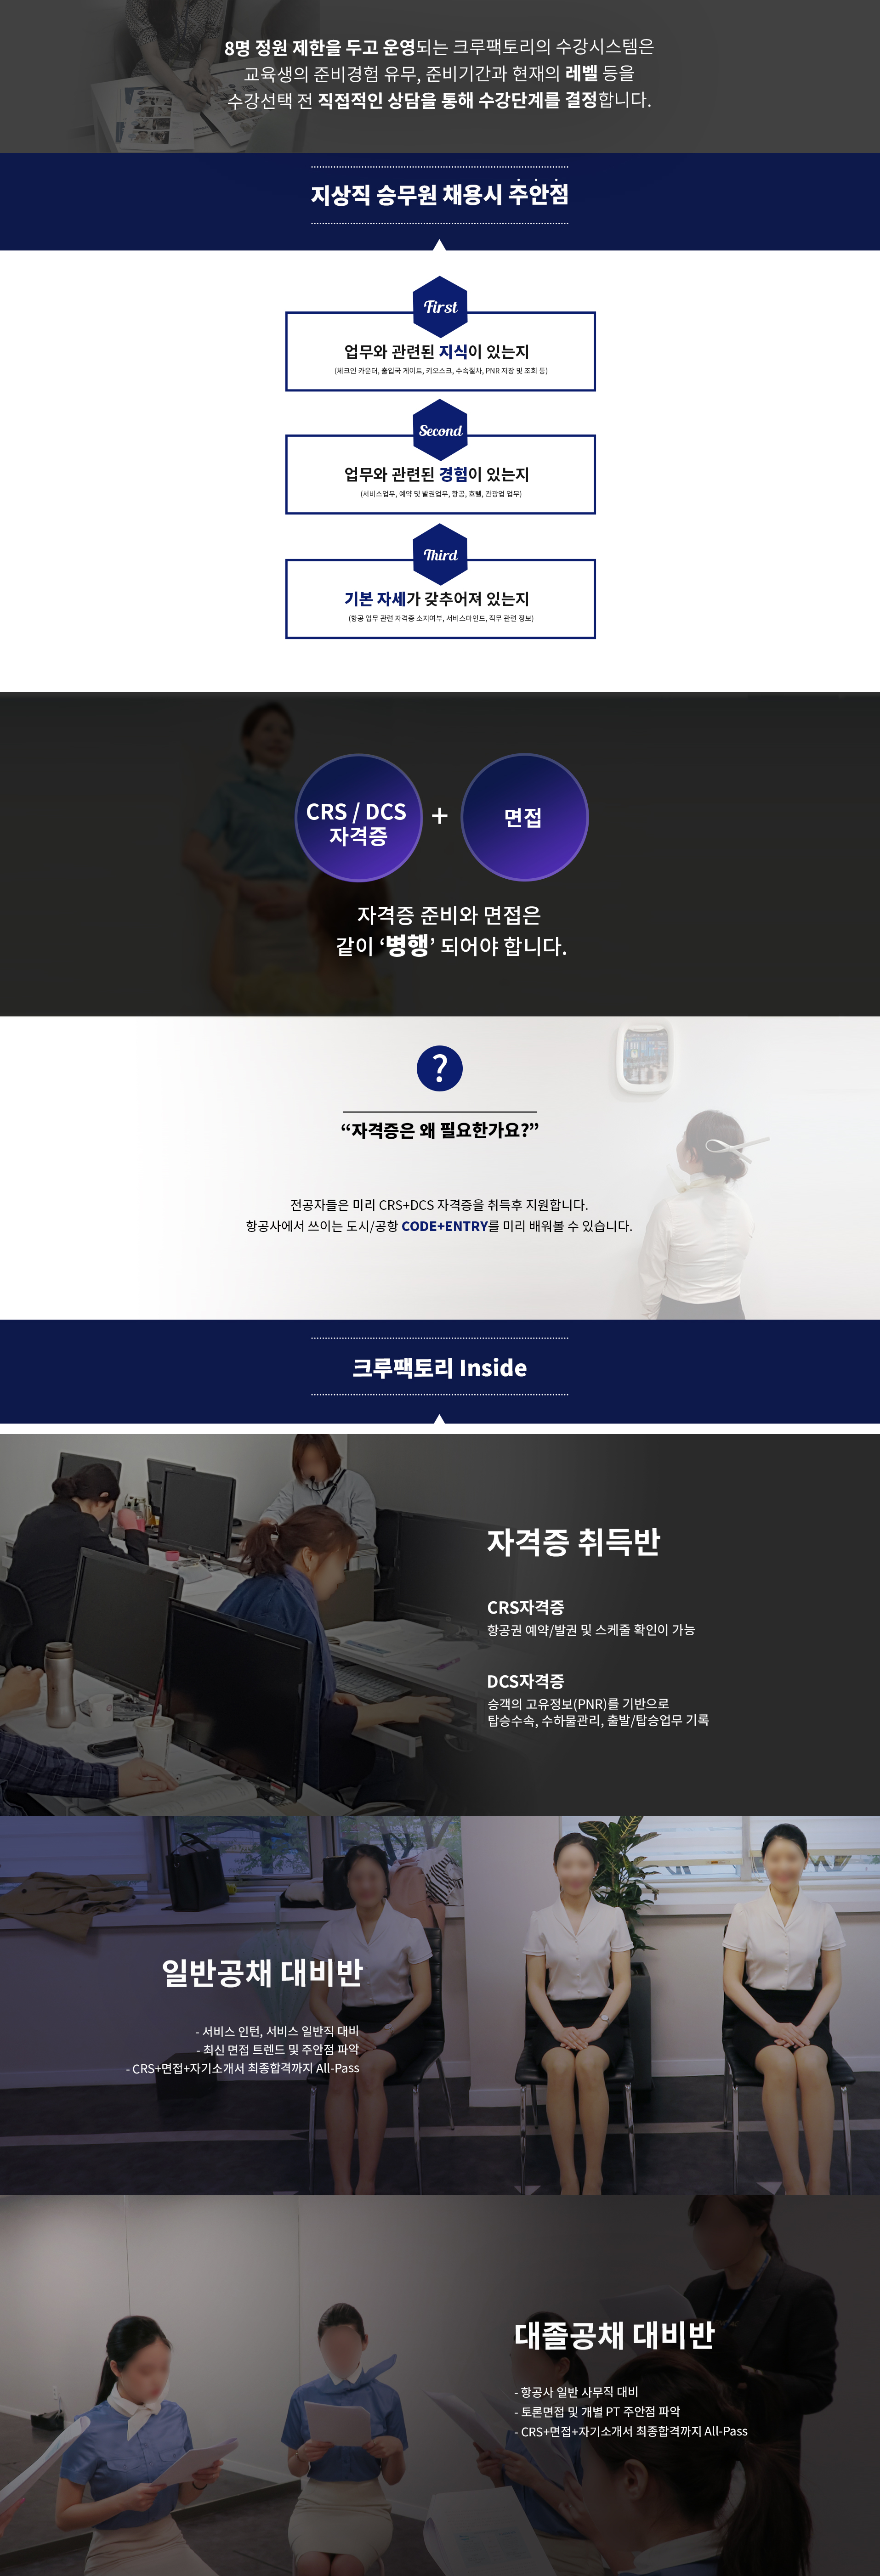 8명 정원 제한을 두고 운영되는 크루팩토리의 수강시스템은
교육생의 준비경험 유무, 준비기간과 현재의 레벨 등을
수강선택 전 직접적인 상담을 통해 수강단계를 결정합니다.
지상직 승무원 채용시 주안점
First
업무와 관련된 지식이 있는지
(체크인 카운터, 출입국 게이트, 키오스크, 수속절차, PNR 저장 및 조회 등)
Second
업무와 관련된 경험이 있는지
(서비스업무, 예약 및 발권업무, 항공, 호텔, 관광업 업무)
Third
기본 자세가 갖추어져 있는지
(항공 업무 관련 자격증 소지여부, 서비스마인드, 직무 관련 정보)
CRS / DCS
자격증
+
면접
자격증 준비와 면접은
같이 ‘병행’ 되어야 합니다.
?
“자격증은 왜 필요한가요?”
전공자들은 미리 CRS+DCS 자격증을 취득후 지원합니다.
항공사에서 쓰이는 도시/공항 CODE+ENTRY를 미리 배워볼 수 있습니다.
크루팩토리 Inside
자격증 취득반
CRS자격증
항공권 예약/발권 및 스케줄 확인이 가능
DCS자격증
승객의 고유정보(PNR)를 기반으로
탑승수속, 수하물관리, 출발/탑승업무 기록
일반공채 대비반
- 서비스 인턴, 서비스 일반직 대비
- 최신 면접 트렌드 및 주안점 파악
- CRS+면접+자기소개서 최종합격까지 All-Pass
대졸공채 대비반
- 항공사 일반 사무직 대비
- 토론면접 및 개별 PT 주안점 파악
- CRS+면접+자기소개서 최종합격까지 All-Pass